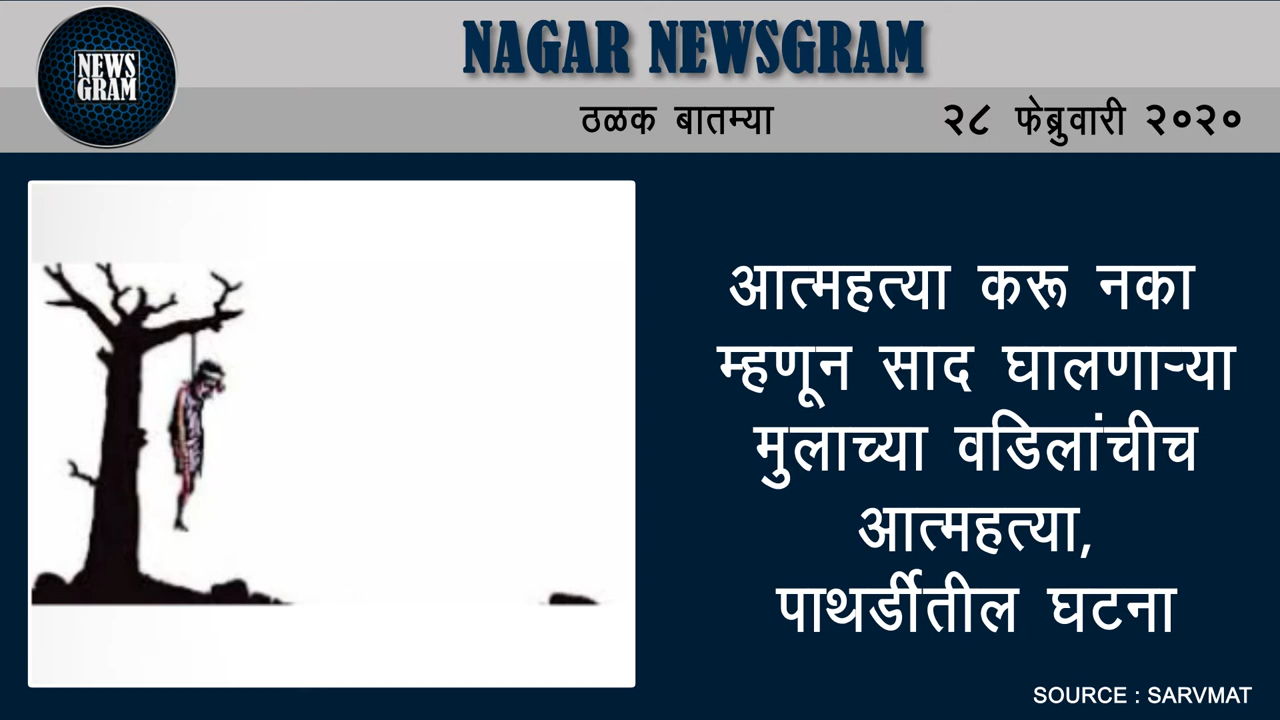 NEWS
GRAM
NAGAR NEWSGRAM
ठळक बातम्या
२८ फेब्रुवारी २०२०
आत्महत्या करू नका
म्हणून साद घालणाऱ्या
मुलाच्या वडिलांचीच
आत्महत्या,
पाथर्डीतील घटना
SOURCE : SARVMAT